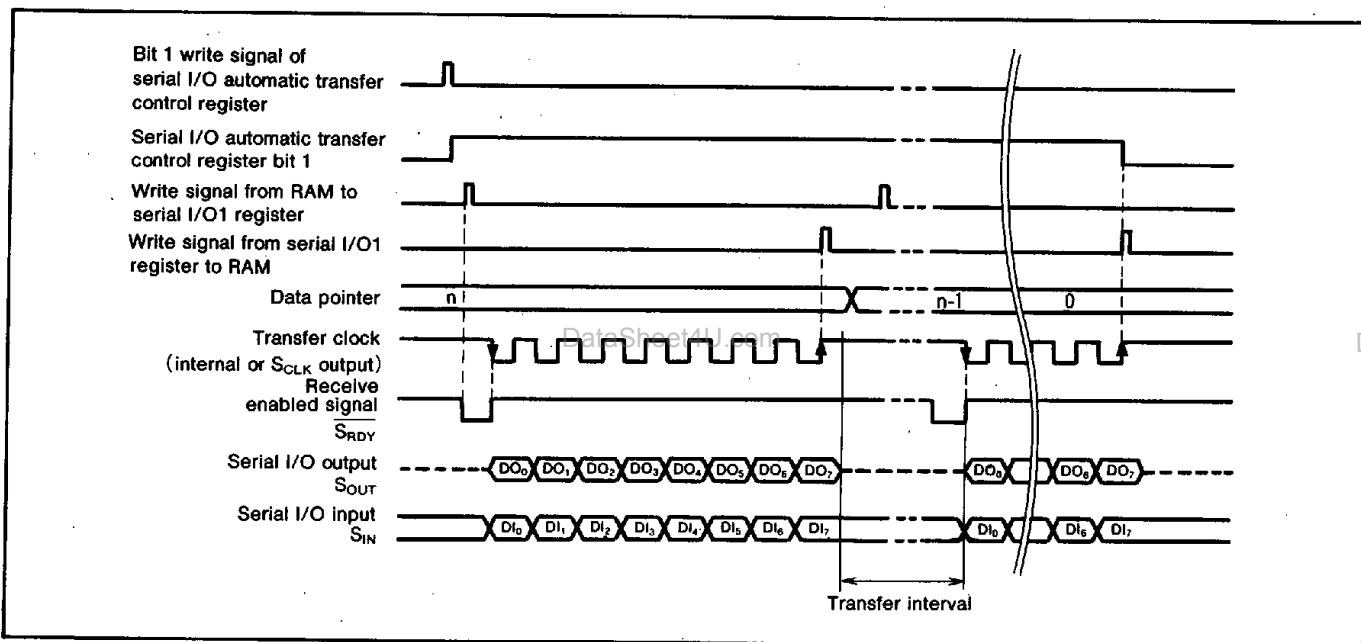 Bit 1 write signal of
serial I/O automatic transfer
control register
Serial I/O automatic transfer
control register bit 1
Write signal from RAM to
serial I/O1 register
Write signal from serial I/O1
register to RAM
Data pointer
n
n-1
0
Transfer clock
DataSheet4U.com
(internal or SCLK output)
Receive
enabled signal
SRDY
Serial I/O output
SOUT
DO0 DO1 DO2 DO3 DO4 DO5 DO6 DO7
DO0 DO6 DO7
Serial I/O input
SIN
DI0 DI1 DI2 DI3 DI4 DI5 DI6 DI7
DI0 DI6 DI7
Transfer interval